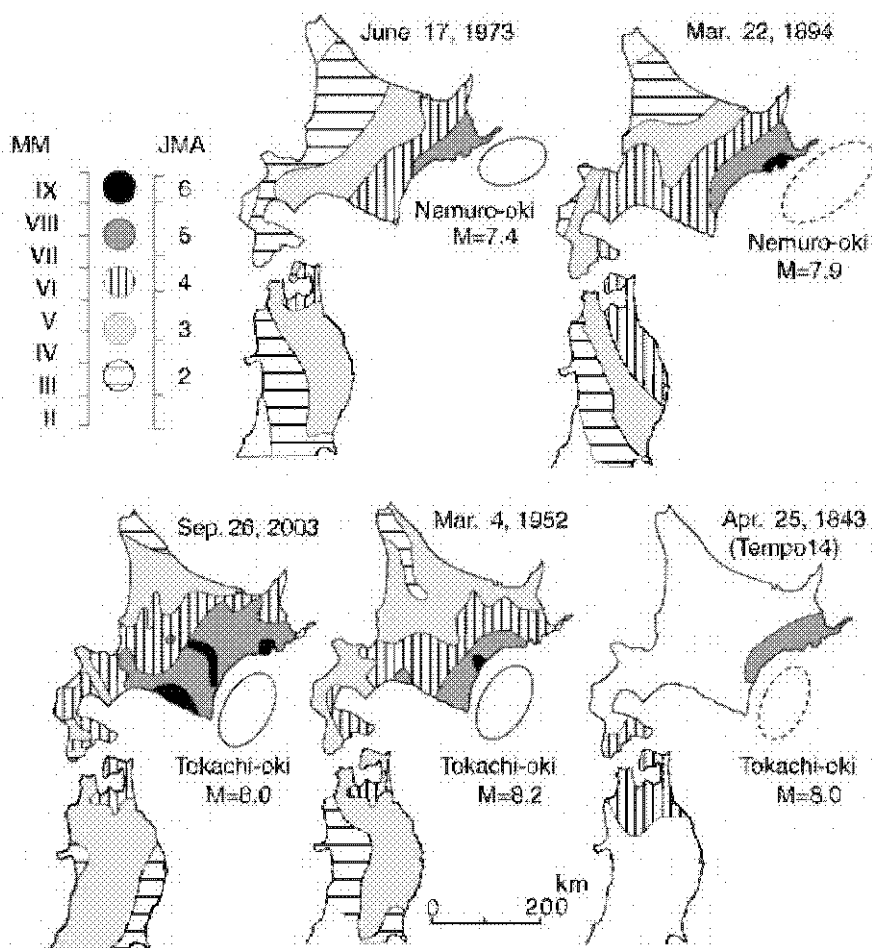 June 17, 1973
Mar. 22, 1894
MM
JMA
IX
6
VIII
5
VII
VI
4
V
3
IV
III
2
II
Nemuro-oki
M=7.4
Nemuro-oki
M=7.9
Sep. 26, 2003
Mar. 4, 1952
Apr. 25, 1843
(Tempo14)
Tokachi-oki
M=8.0
Tokachi-oki
M=8.2
Tokachi-oki
M=8.0
km
0
200